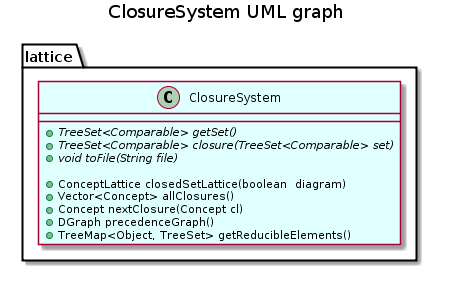 ClosureSystem UML graph
lattice
C ClosureSystem
TreeSet<Comparable> getSet()
TreeSet<Comparable> closure(TreeSet<Comparable> set)
void toFile(String file)
ConceptLattice closedSetLattice(boolean diagram)
Vector<Concept> allClosures()
Concept nextClosure(Concept cl)
DGraph precedenceGraph()
TreeMap<Object, TreeSet> getReducibleElements()